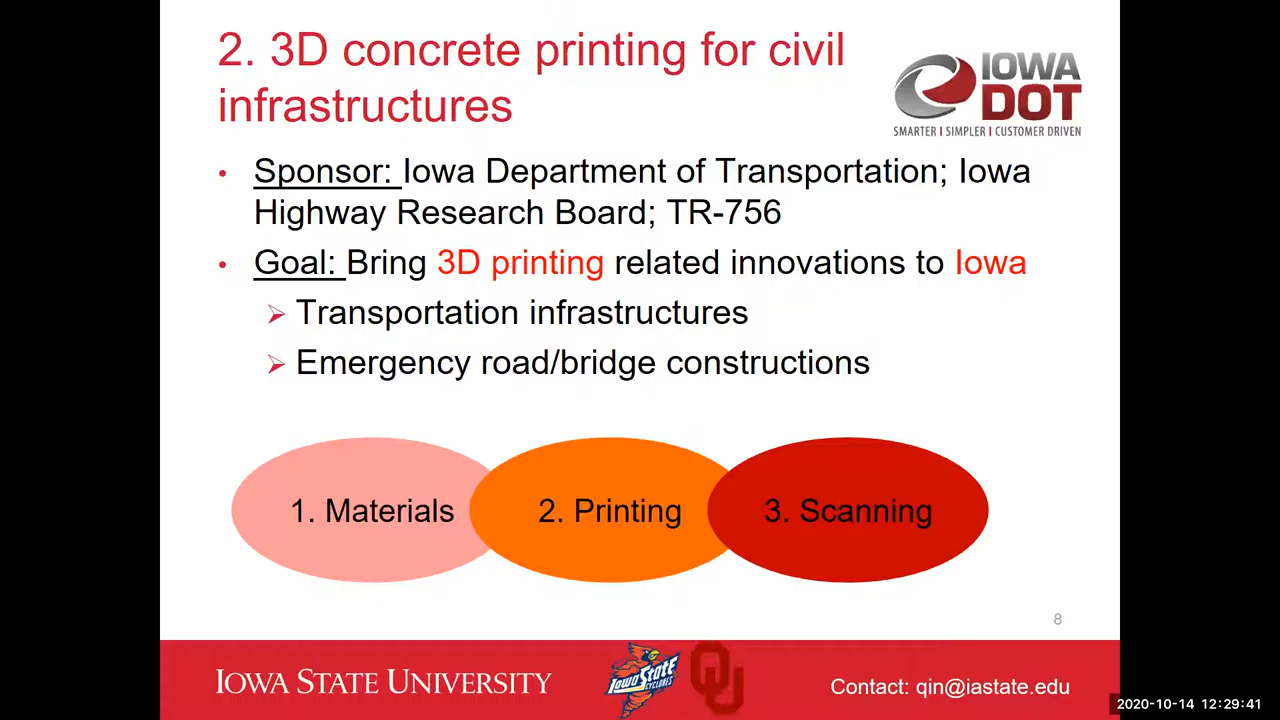 2. 3D concrete printing for civil
infrastructures
IOWA
DOT
SMARTER | SIMPLER | CUSTOMER DRIVEN
• Sponsor: Iowa Department of Transportation; Iowa
Highway Research Board; TR-756
• Goal: Bring 3D printing related innovations to Iowa
➢ Transportation infrastructures
➢ Emergency road/bridge constructions
1. Materials
2. Printing
3. Scanning
8
IOWA STATE UNIVERSITY
IOWA STATE
CYCLONES
OU
Contact: qin@iastate.edu
2020-10-14 12:29:41